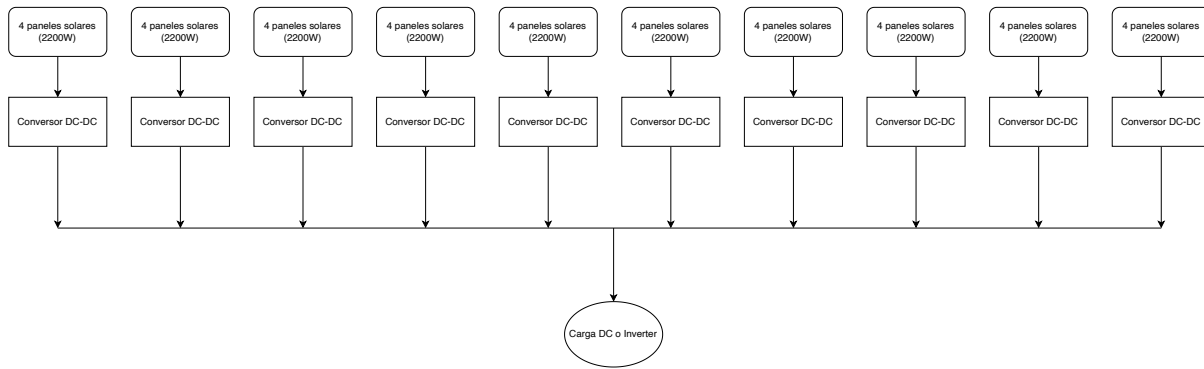 4 paneles solares
(2200W)
4 paneles solares
(2200W)
4 paneles solares
(2200W)
4 paneles solares
(2200W)
4 paneles solares
(2200W)
4 paneles solares
(2200W)
4 paneles solares
(2200W)
4 paneles solares
(2200W)
4 paneles solares
(2200W)
4 paneles solares
(2200W)
Conversor DC-DC
Conversor DC-DC
Conversor DC-DC
Conversor DC-DC
Conversor DC-DC
Conversor DC-DC
Conversor DC-DC
Conversor DC-DC
Conversor DC-DC
Conversor DC-DC
Carga DC o Inverter